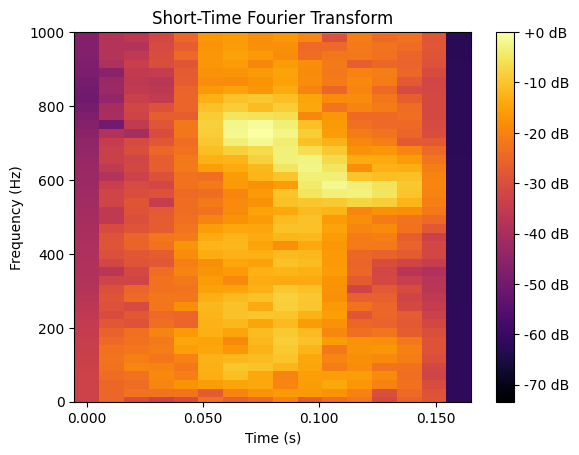 Short-Time Fourier Transform
1000
800
600
400
200
0
Frequency (Hz)
0.000
0.050
0.100
0.150
Time (s)
+0 dB
-10 dB
-20 dB
-30 dB
-40 dB
-50 dB
-60 dB
-70 dB